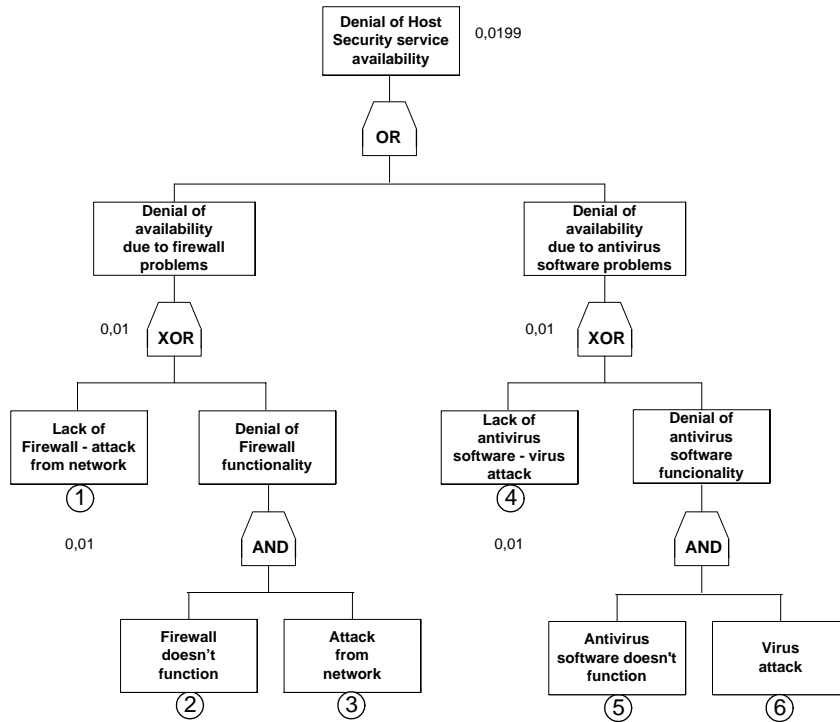 Denial of Host
Security service
availability
0,0199
OR
Denial of
availability
due to firewall
problems
Denial of
availability
due to antivirus
software problems
0,01
XOR
0,01
XOR
Lack of
Firewall - attack
from network
Denial of
Firewall
functionality
Lack of
antivirus
software - virus
attack
Denial of
antivirus
software
funcionality
1
4
0,01
AND
0,01
AND
Firewall
doesn't
function
Attack
from
network
Antivirus
software doesn't
function
Virus
attack
2
3
5
6